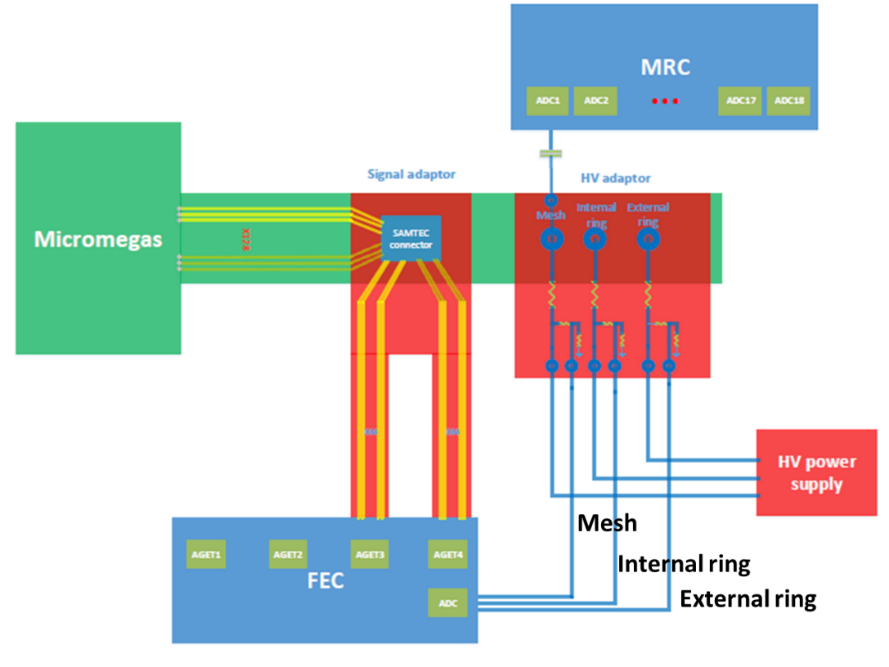 MRC
ADC1
ADC2
...
ADC17
ADC18
Signal adaptor
HV adaptor
Micromegas
X128
SAMTEC
connector
Mesh
Internal
ring
External
ring
HV power
supply
Mesh
Internal ring
External ring
AGET1
AGET2
AGET3
AGET4
FEC
ADC